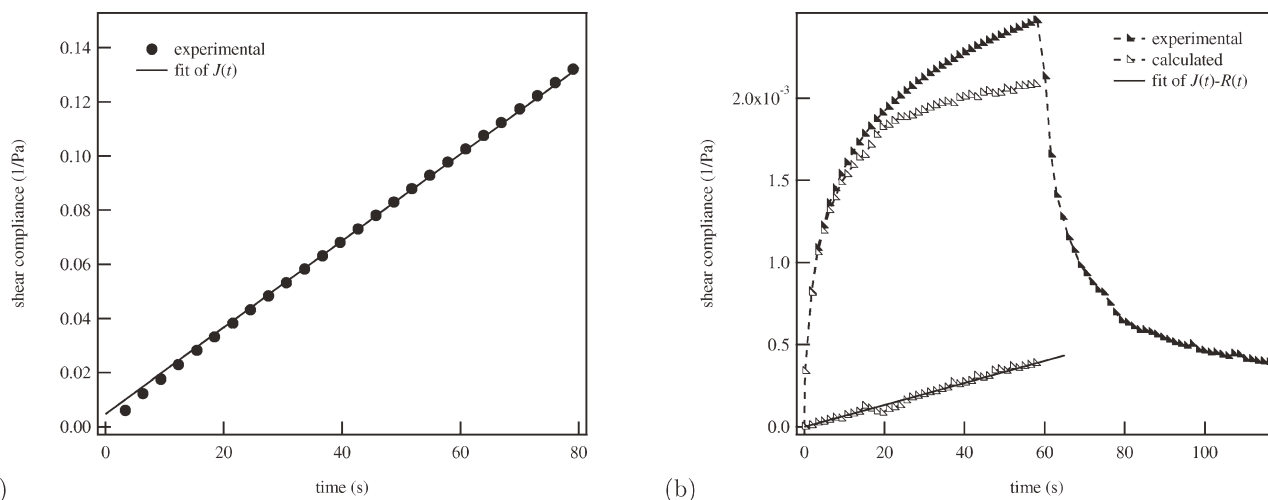 0.14
0.12
0.10
0.08
0.06
0.04
0.02
0.00
shear compliance (1/Pa)
experimental
fit of J(t)
0
20
40
60
80
time (s)
)
2.0x10-3
1.5
1.0
0.5
0.0
shear compliance (1/Pa)
experimental
calculated
fit of J(t)-R(t)
0
20
40
60
80
100
time (s)
(b)